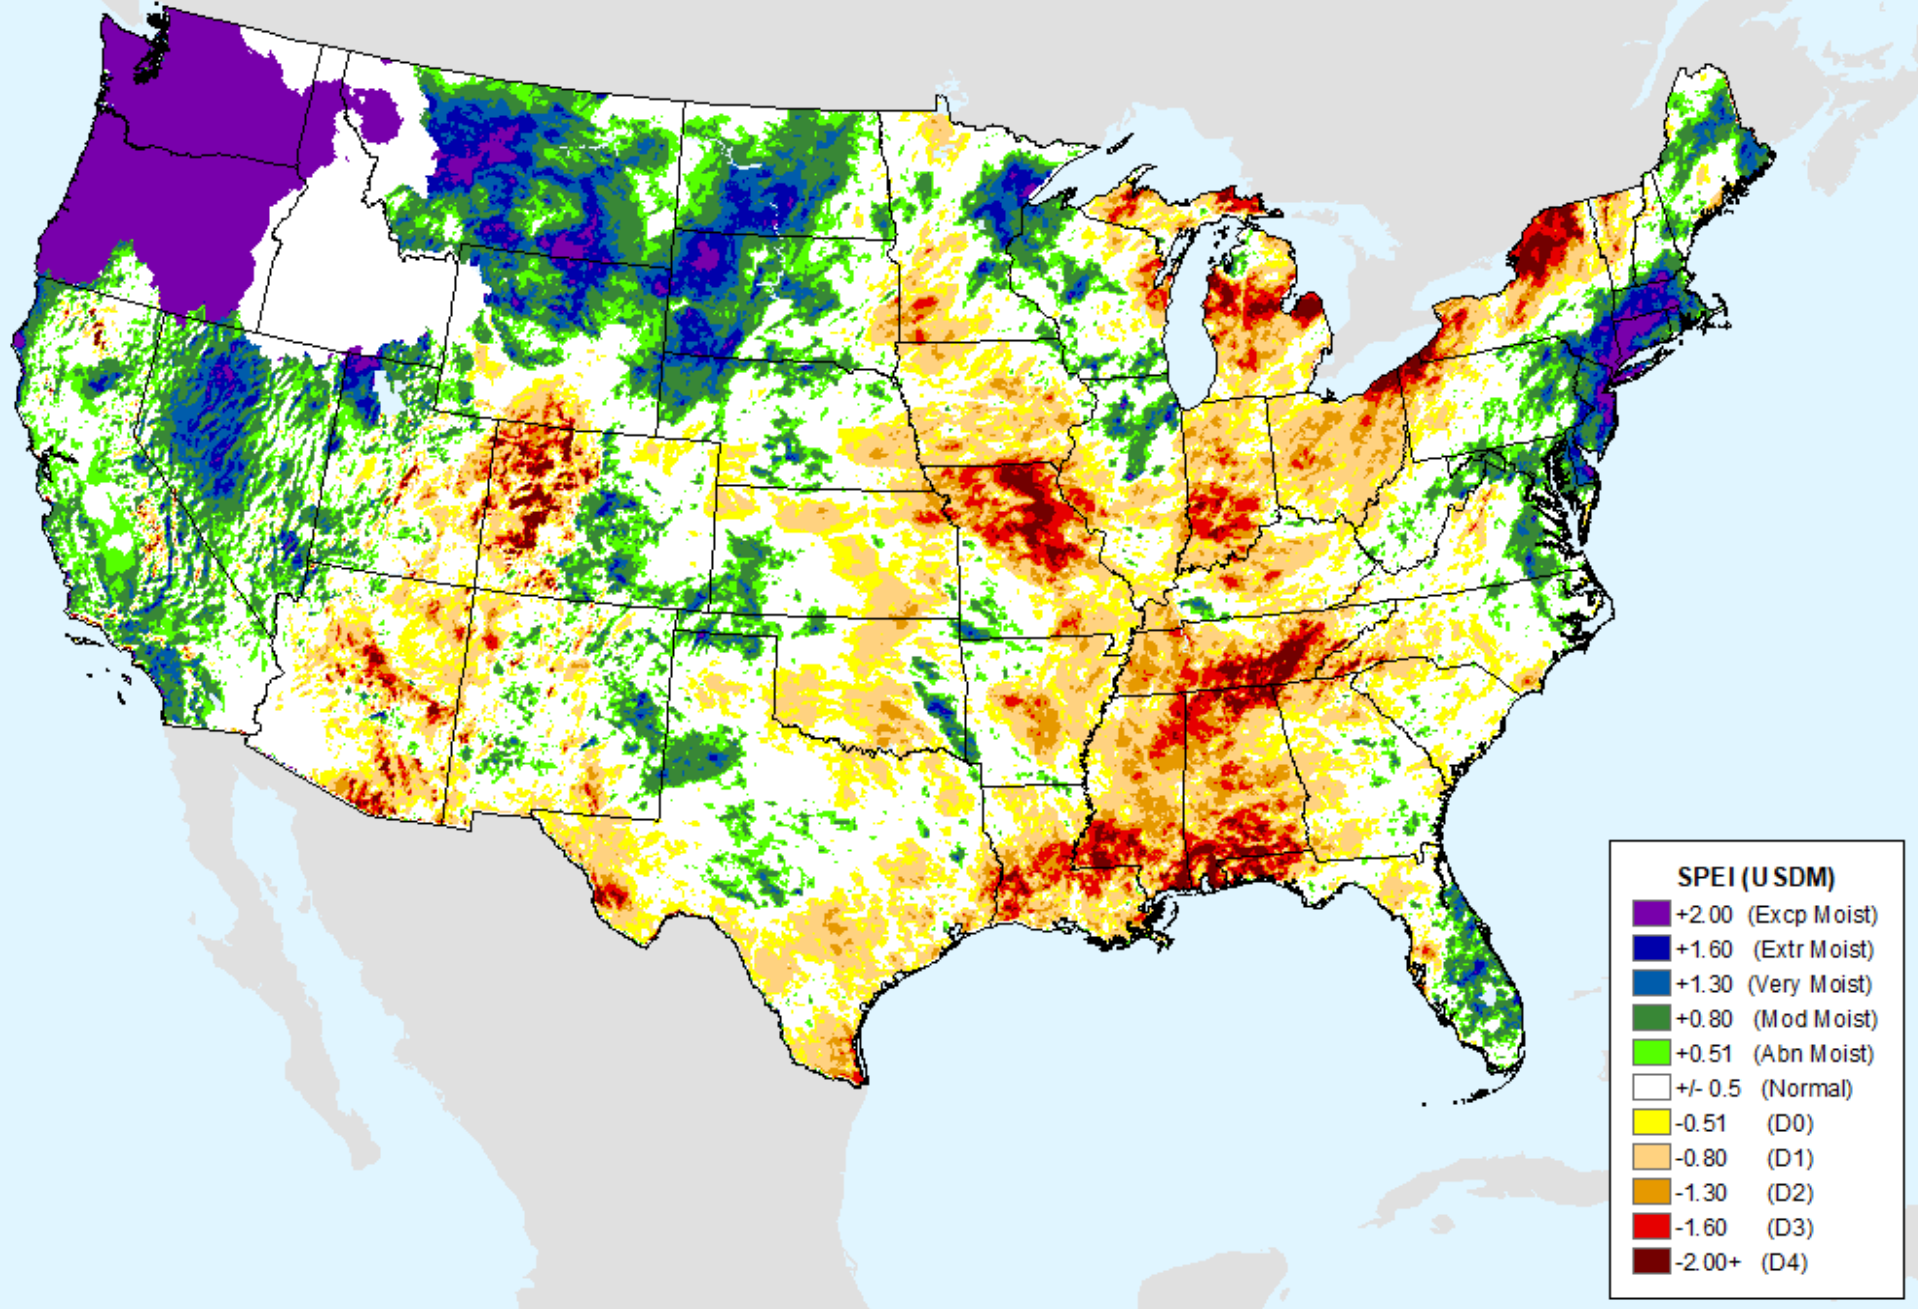 SPEI (USDM)
+2.00 (Excp Moist)
+1.60 (Extr Moist)
+1.30 (Very Moist)
+0.80 (Mod Moist)
+0.51 (Abn Moist)
+/- 0.5 (Normal)
-0.51 (D0)
-0.80 (D1)
-1.30 (D2)
-1.60 (D3)
-2.00+ (D4)